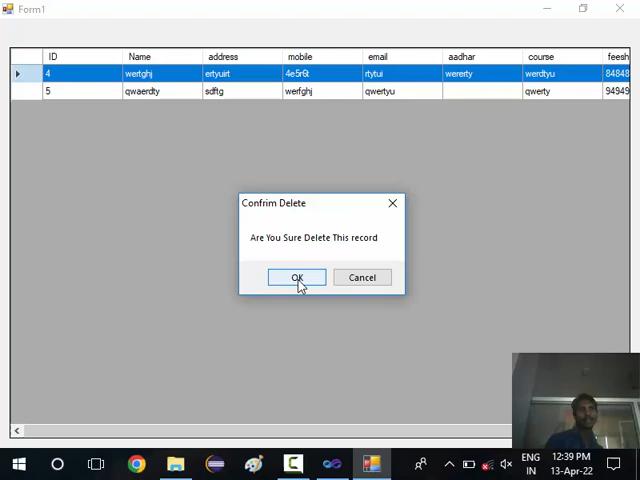 Form1
ID Name address mobile email aadhar course feesh
4 wertghj ertyuirt 4e5r6t rtytui wererty werdtyu 84848
5 qwaerdty sdftg werfghj qwertyu qwerty 94949
Confrim Delete
Are You Sure Delete This record
OK Cancel
ENG 12:39 PM
IN 13-Apr-22